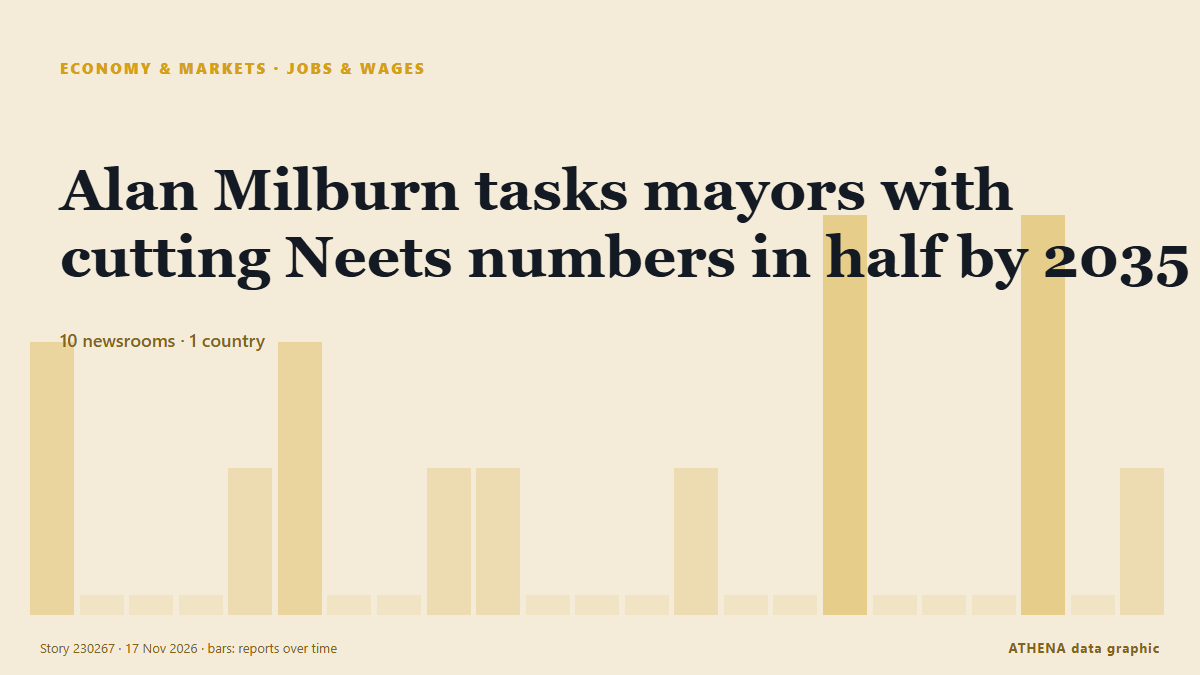 ECONOMY & MARKETS · JOBS & WAGES
Alan Milburn tasks mayors with
cutting Neets numbers in half by 2035
10 newsrooms · 1 country
Story 230267 · 17 Nov 2026 · bars: reports over time
ATHENA data graphic